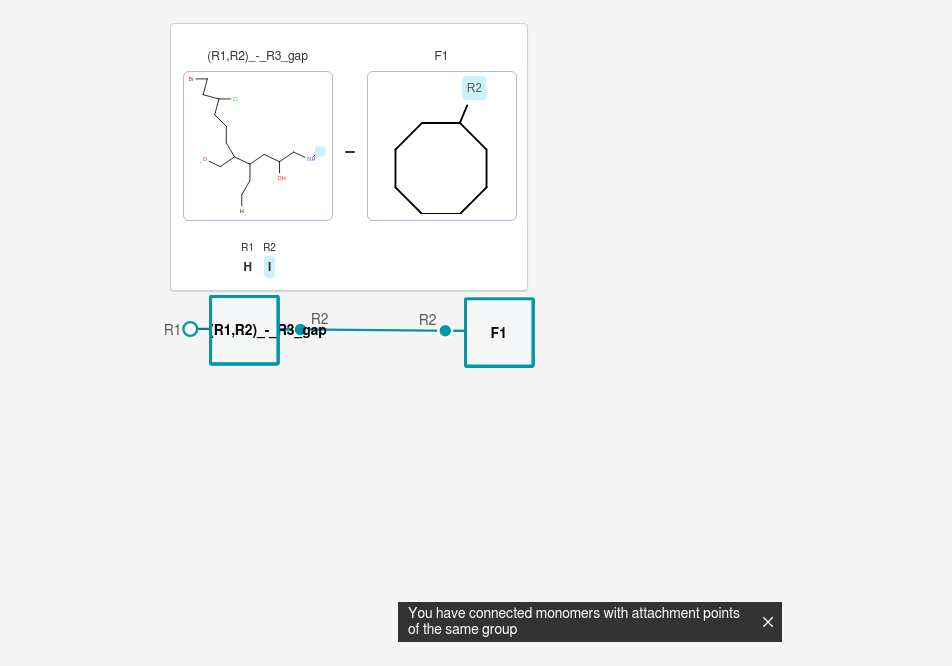 (R1,R2)_-_R3_gap
F1
Br
Cl
O
OH
NH
H
R2
–
R1 R2
H I
R1
(R1,R2)_-_R3_gap
R2
R2
F1
You have connected monomers with attachment points
of the same group